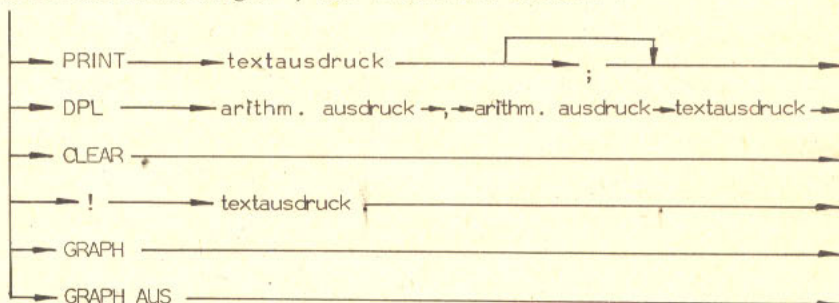 PRINT textausdruck ;
DPL arithm. ausdruck , arithm. ausdruck textausdruck
CLEAR
! textausdruck
GRAPH
GRAPH AUS